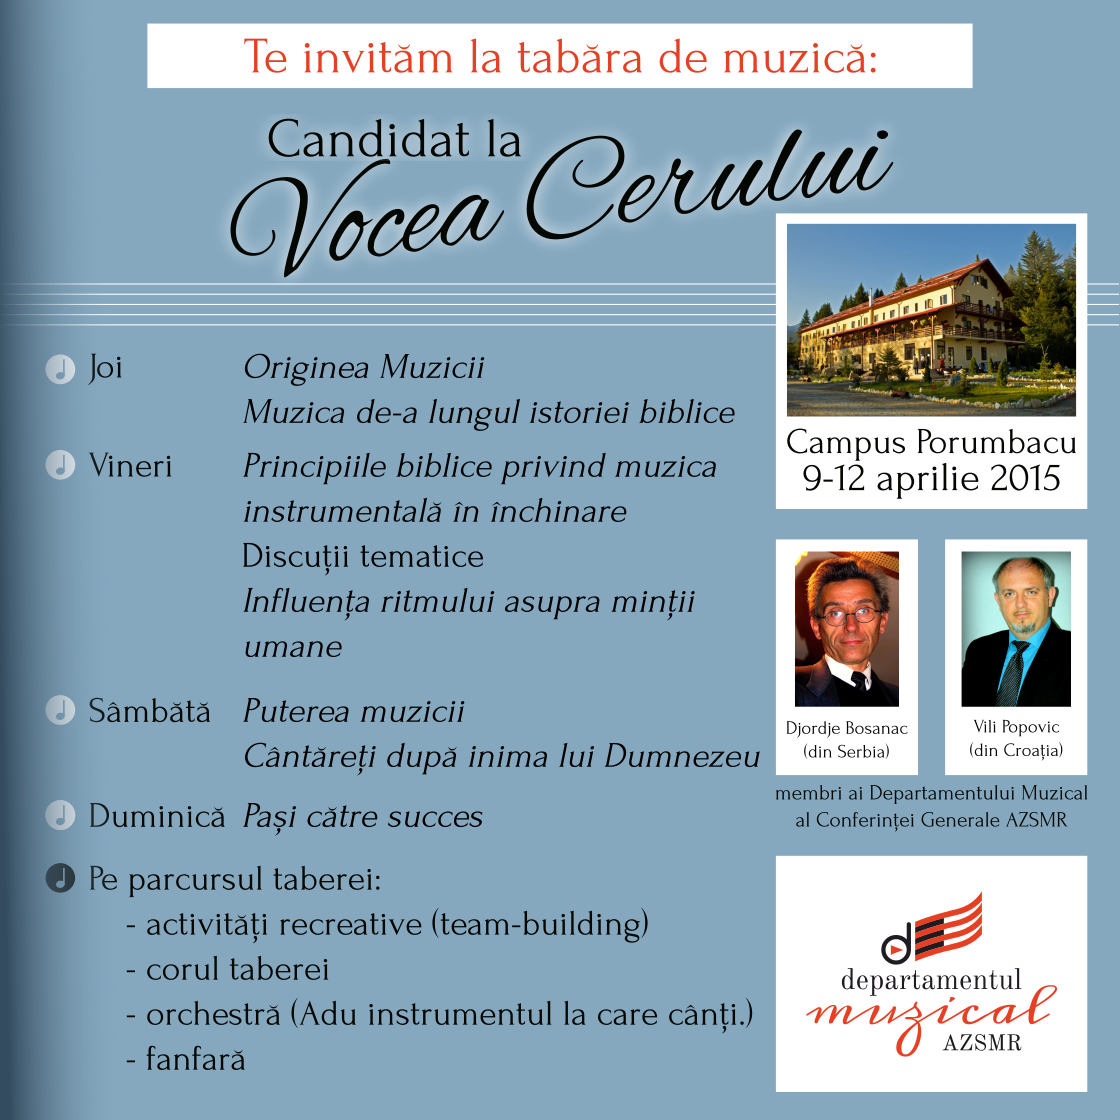 Te invităm la tabăra de muzică:
Candidat la
Vocea Cerului
Joi Originea Muzicii
Muzica de-a lungul istoriei biblice
Vineri Principiile biblice privind muzica
instrumentală în închinare
Discuții tematice
Influența ritmului asupra minții
umane
Sâmbătă Puterea muzicii
Cântăreți după inima lui Dumnezeu
Duminică Pași către succes
Pe parcursul taberei:
- activități recreative (team-building)
- corul taberei
- orchestră (Adu instrumentul la care cânți.)
- fanfară
Campus Porumbacu
9-12 aprilie 2015
Djordje Bosanac
(din Serbia)
Vili Popovic
(din Croația)
membri ai Departamentului Muzical
al Conferinței Generale AZSMR
departamentul
muzical
AZSMR